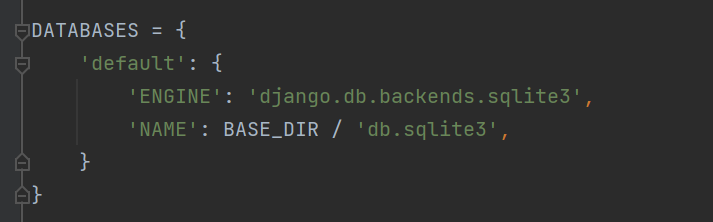 DATABASES = {
    'default': {
        'ENGINE': 'django.db.backends.sqlite3',
        'NAME': BASE_DIR / 'db.sqlite3',
    }
}